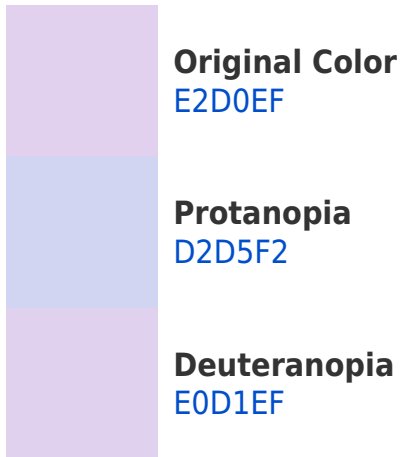 Original Color
E2D0EF
Protanopia
D2D5F2
Deuteranopia
E0D1EF